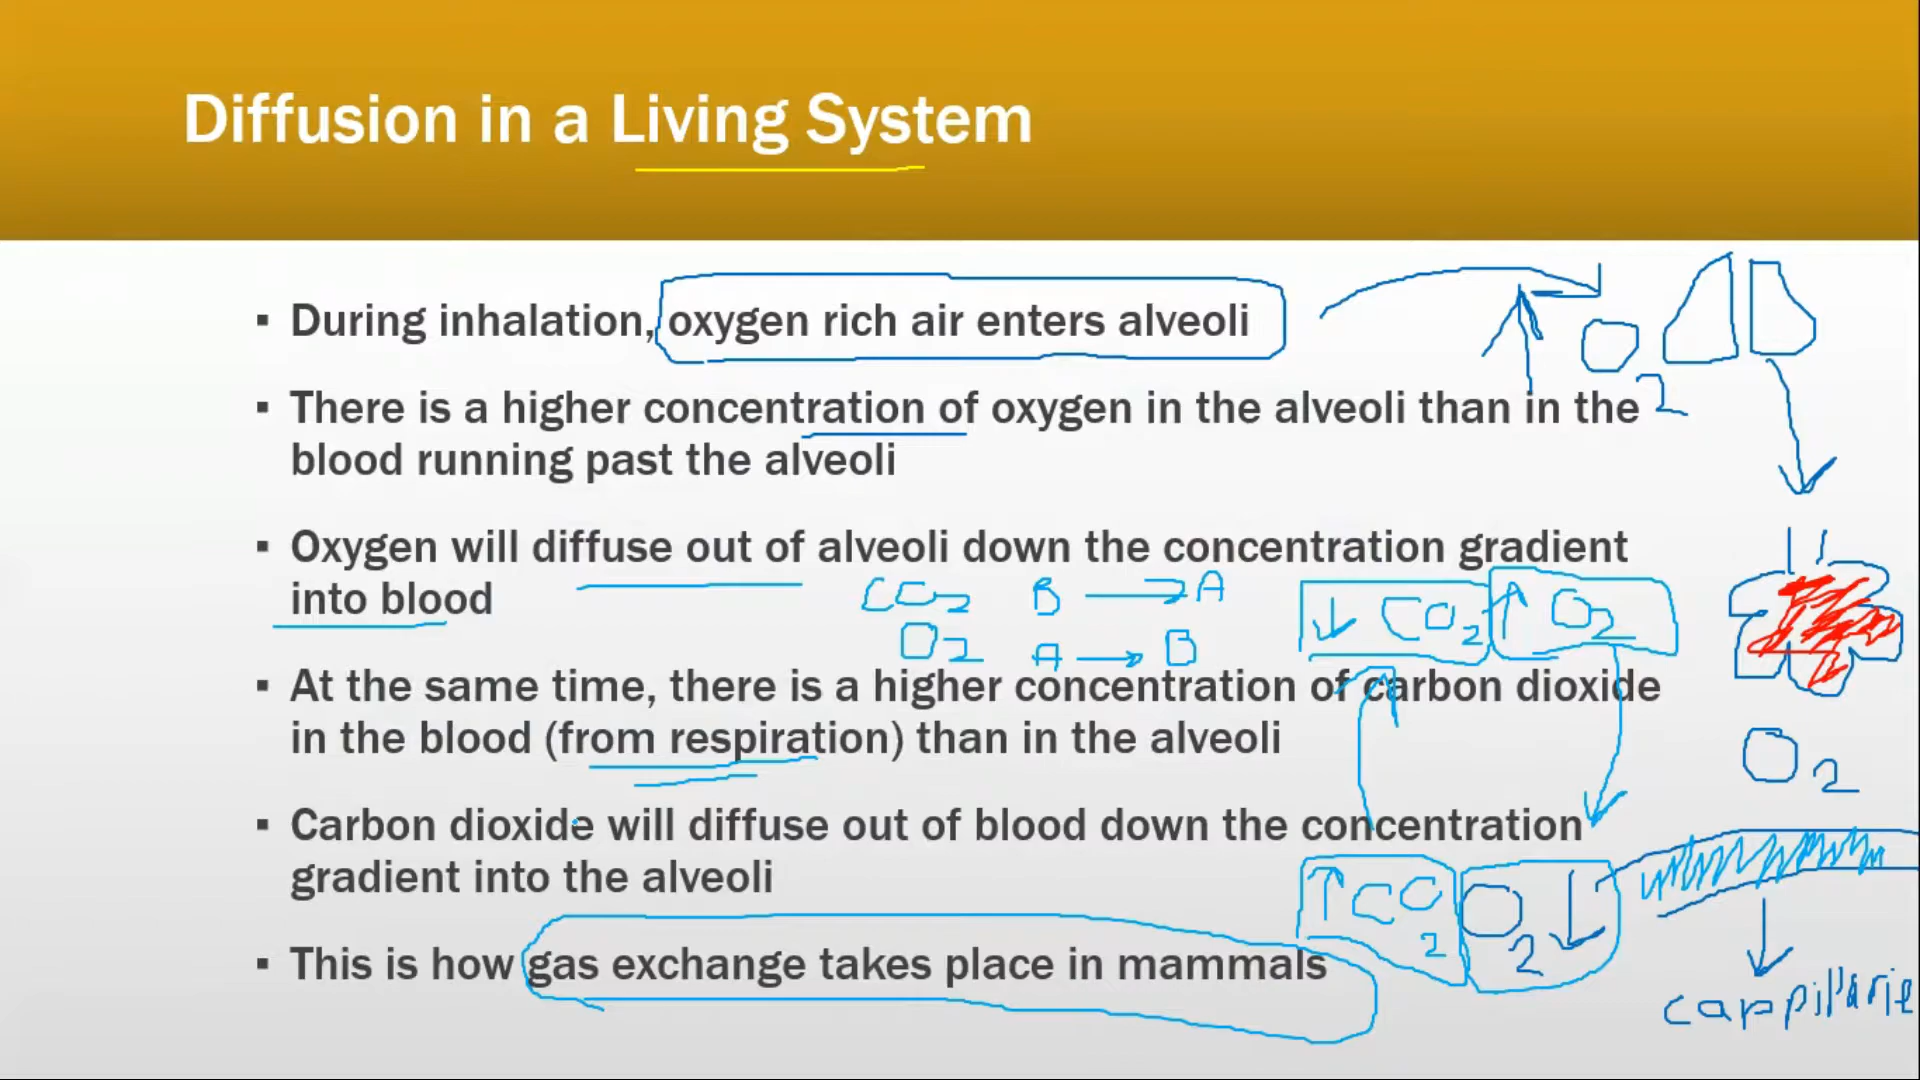 Diffusion in a Living System
▪ During inhalation, oxygen rich air enters alveoli
O2
▪ There is a higher concentration of oxygen in the alveoli than in the
blood running past the alveoli
▪ Oxygen will diffuse out of alveoli down the concentration gradient
into blood
CO2 B → A
O2 A → B
↓ CO2 ↑ O2
▪ At the same time, there is a higher concentration of carbon dioxide
in the blood (from respiration) than in the alveoli
O2
▪ Carbon dioxide will diffuse out of blood down the concentration
gradient into the alveoli
↑ CO2 O2 ↓
▪ This is how gas exchange takes place in mammals
cappillarie